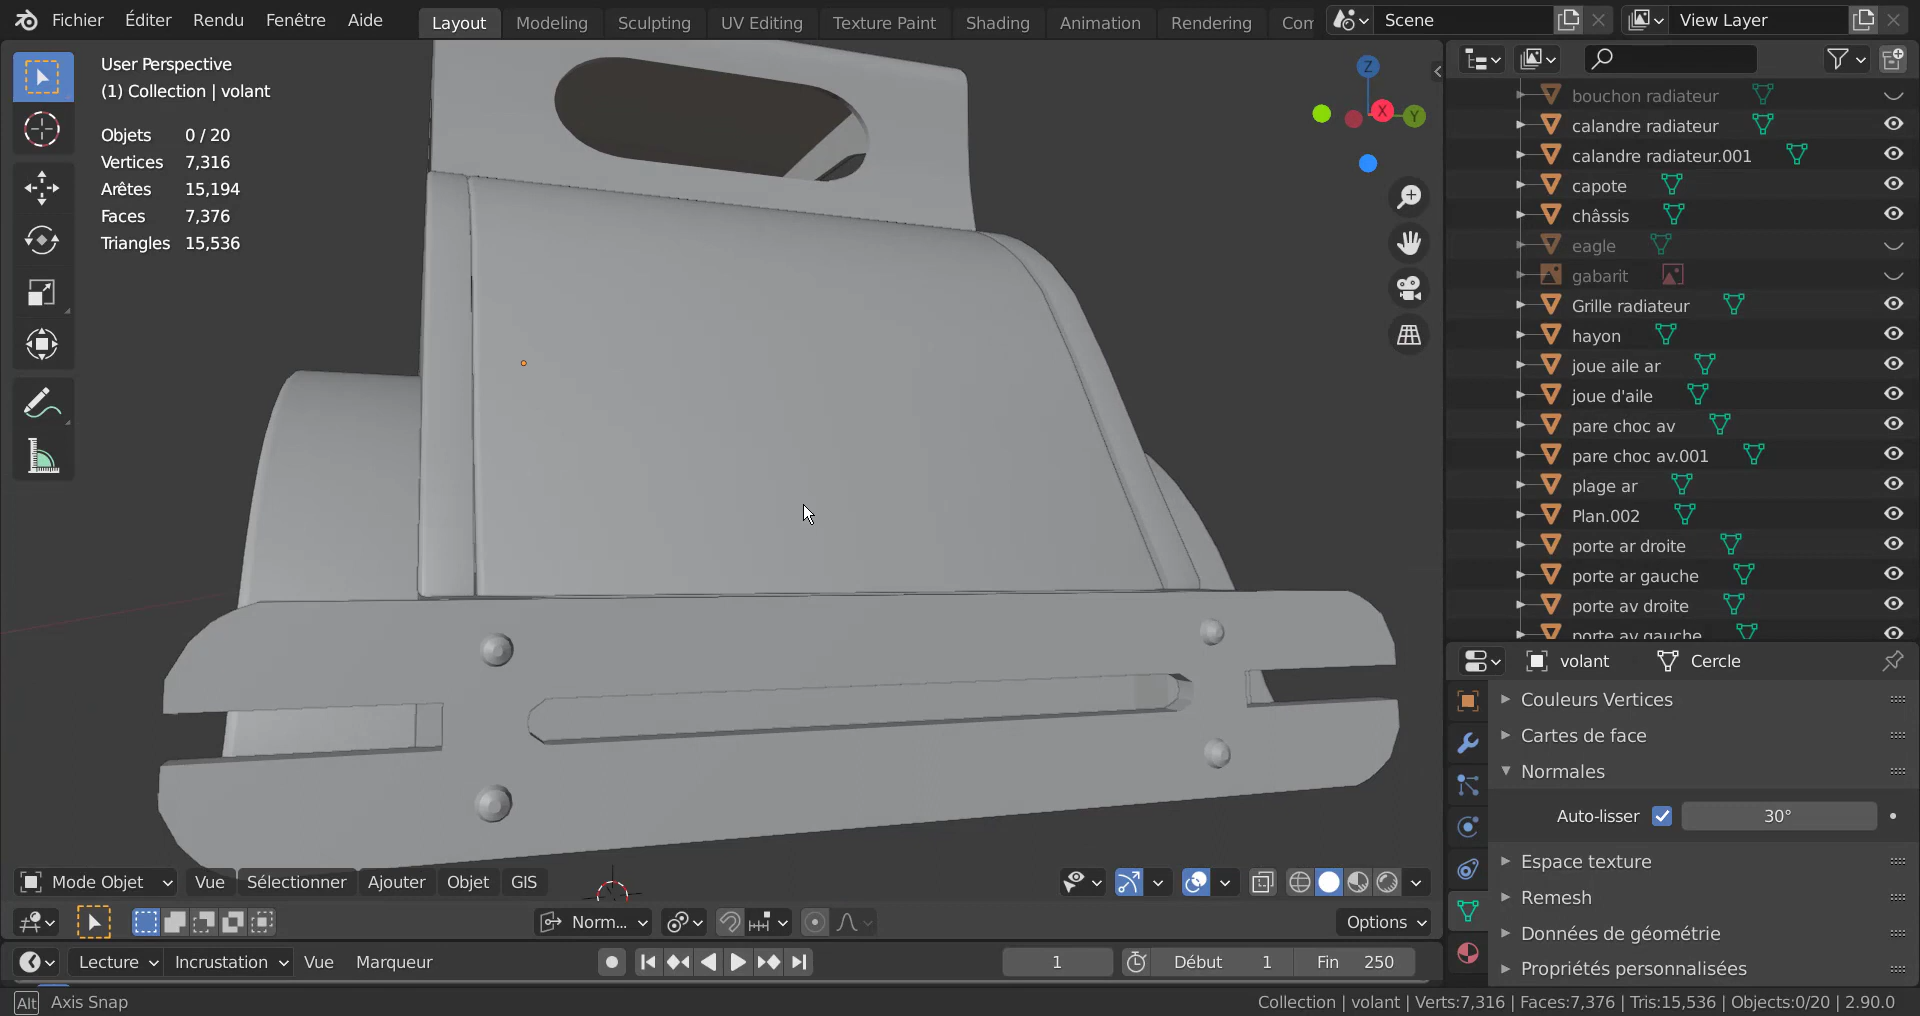 Fichier Éditer Rendu Fenêtre Aide Layout Modeling Sculpting UV Editing Texture Paint Shading Animation Rendering Com Scene View Layer
User Perspective
(1) Collection | volant
Objets 0 / 20
Vertices 7,316
Arêtes 15,194
Faces 7,376
Triangles 15,536
Z
X
Y
bouchon radiateur
calandre radiateur
calandre radiateur.001
capote
châssis
eagle
gabarit
Grille radiateur
hayon
joue aile ar
joue d'aile
pare choc av
pare choc av.001
plage ar
Plan.002
porte ar droite
porte ar gauche
porte av droite
porte av gauche
volant Cercle
Couleurs Vertices
Cartes de face
Normales
Auto-lisser 30°
Espace texture
Remesh
Données de géométrie
Propriétés personnalisées
Mode Objet Vue Sélectionner Ajouter Objet GIS
Norm... Options
Lecture Incrustation Vue Marqueur 1 Début 1 Fin 250
Alt Axis Snap Collection | volant | Verts:7,316 | Faces:7,376 | Tris:15,536 | Objects:0/20 | 2.90.0